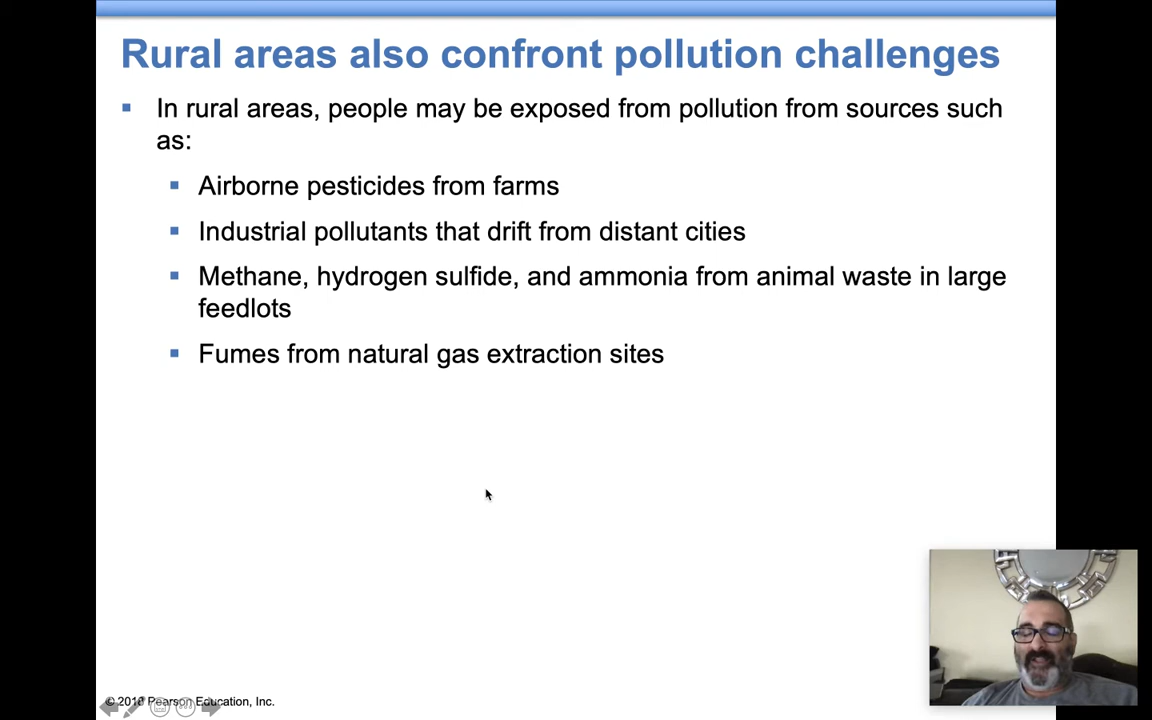 Rural areas also confront pollution challenges
In rural areas, people may be exposed from pollution from sources such
as:
Airborne pesticides from farms
Industrial pollutants that drift from distant cities
Methane, hydrogen sulfide, and ammonia from animal waste in large
feedlots
Fumes from natural gas extraction sites
© 2018 Pearson Education, Inc.